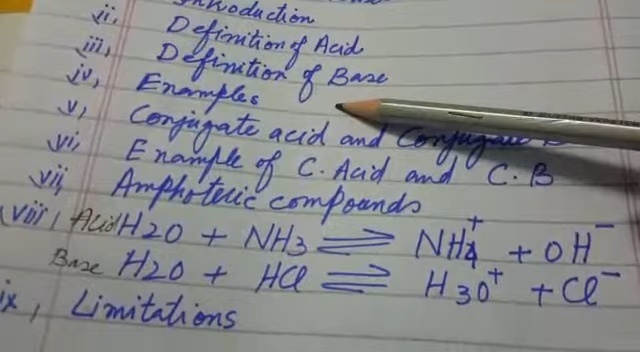 Introduction
ii, Definition of Acid
iii, Definition of Base
iv, Examples
v, Conjugate acid and Conjugate
vi, Example of C. Acid and C.B
vii, Amphoteric compounds
viii, Acid H2O + NH3 ⇌ NH4+ + OH-
Base H2O + HCl ⇌ H3O+ + Cl-
ix, Limitations